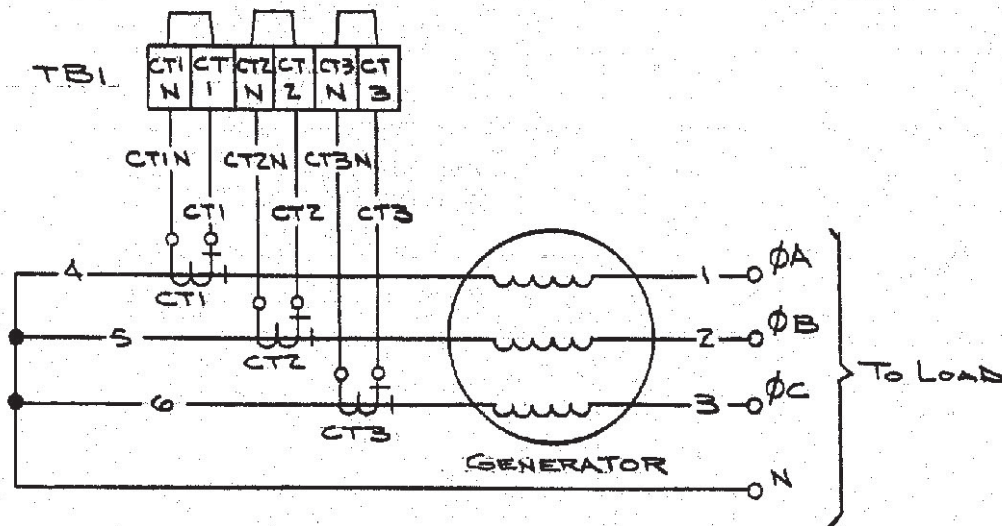 TB1
CT1 N
CT 1
CT2 N
CT 2
CT3 N
CT 3
CT1N
CT2N
CT3N
CT1
CT2
CT3
4
1
ØA
CT1
5
2
ØB
CT2
To LOAD
6
3
ØC
CT3
GENERATOR
N